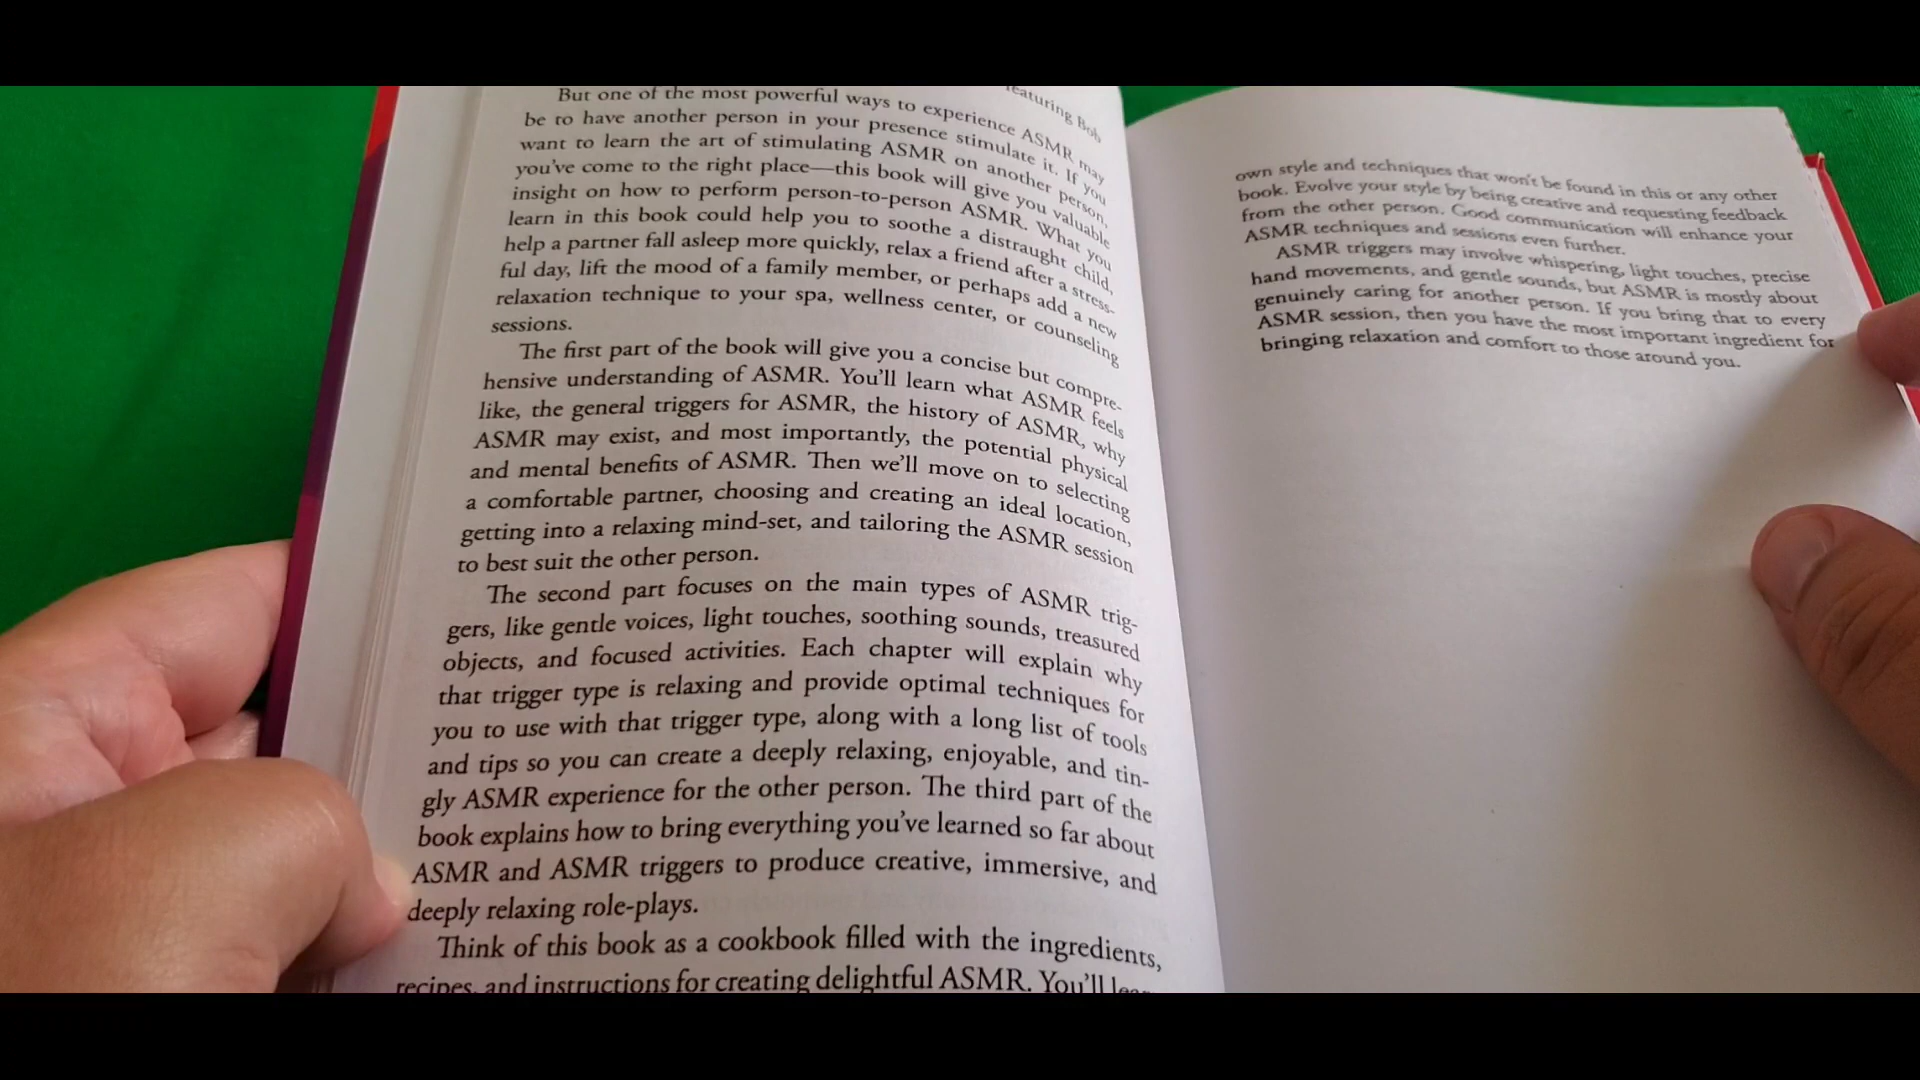 featuring Bob
But one of the most powerful ways to experience ASMR may
be to have another person in your presence stimulate it. If you
want to learn the art of stimulating ASMR on another person,
you've come to the right place—this book will give you valuable
insight on how to perform person-to-person ASMR. What you
learn in this book could help you to soothe a distraught child,
help a partner fall asleep more quickly, relax a friend after a stress-
ful day, lift the mood of a family member, or perhaps add a new
relaxation technique to your spa, wellness center, or counseling
sessions.
The first part of the book will give you a concise but compre-
hensive understanding of ASMR. You'll learn what ASMR feels
like, the general triggers for ASMR, the history of ASMR, why
ASMR may exist, and most importantly, the potential physical
and mental benefits of ASMR. Then we'll move on to selecting
a comfortable partner, choosing and creating an ideal location,
getting into a relaxing mind-set, and tailoring the ASMR session
to best suit the other person.
The second part focuses on the main types of ASMR trig-
gers, like gentle voices, light touches, soothing sounds, treasured
objects, and focused activities. Each chapter will explain why
that trigger type is relaxing and provide optimal techniques for
you to use with that trigger type, along with a long list of tools
and tips so you can create a deeply relaxing, enjoyable, and tin-
gly ASMR experience for the other person. The third part of the
book explains how to bring everything you've learned so far about
ASMR and ASMR triggers to produce creative, immersive, and
deeply relaxing role-plays.
Think of this book as a cookbook filled with the ingredients,
recipes, and instructions for creating delightful ASMR. You'll
own style and techniques that won't be found in this or any other
book. Evolve your style by being creative and requesting feedback
from the other person. Good communication will enhance your
ASMR techniques and sessions even further.
ASMR triggers may involve whispering, light touches, precise
hand movements, and gentle sounds, but ASMR is mostly about
genuinely caring for another person. If you bring that to every
ASMR session, then you have the most important ingredient for
bringing relaxation and comfort to those around you.